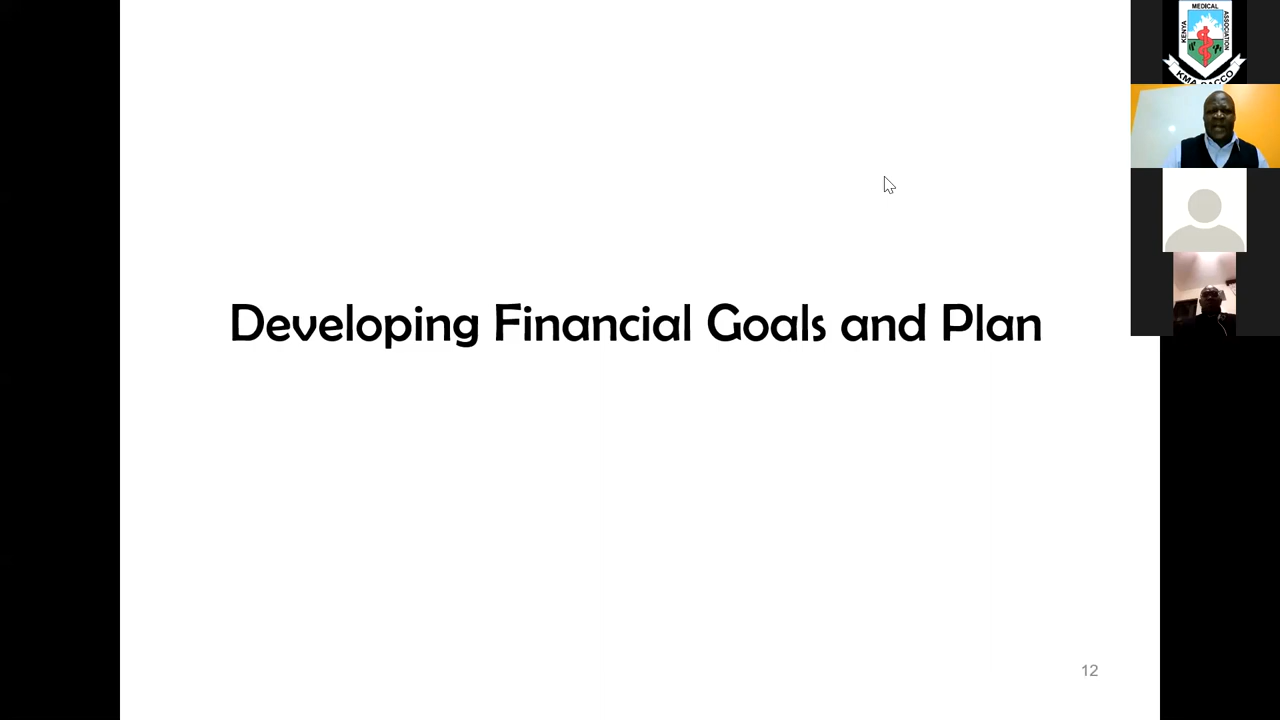 MEDICAL
KENYA
ASSOCIATION
KMA SACCO
Developing Financial Goals and Plan
12